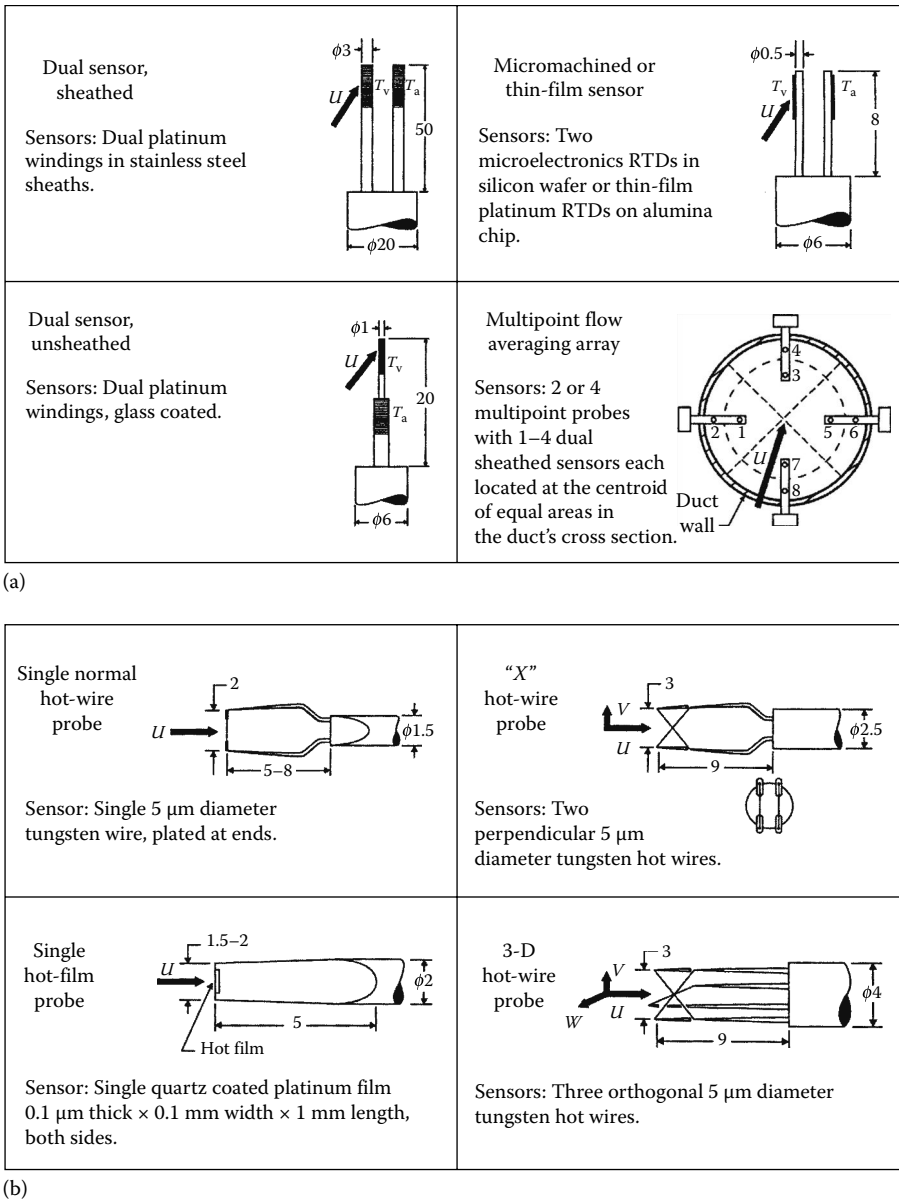 Dual sensor,
sheathed
Sensors: Dual platinum
windings in stainless steel
sheaths.
ϕ3
U
Tv
Ta
50
ϕ20
Micromachined or
thin-film sensor
Sensors: Two
microelectronics RTDs in
silicon wafer or thin-film
platinum RTDs on alumina
chip.
ϕ0.5
U
Tv
Ta
8
ϕ6
Dual sensor,
unsheathed
Sensors: Dual platinum
windings, glass coated.
ϕ1
U
Tv
Ta
20
ϕ6
Multipoint flow
averaging array
Sensors: 2 or 4
multipoint probes
with 1–4 dual
sheathed sensors each
located at the centroid
of equal areas in
the duct's cross section.
4
3
2 1
5 6
U
7
8
Duct
wall
(a)
Single normal
hot-wire
probe
2
U
ϕ1.5
5–8
Sensor: Single 5 μm diameter
tungsten wire, plated at ends.
"X"
hot-wire
probe
3
V
U
ϕ2.5
9
Sensors: Two
perpendicular 5 μm
diameter tungsten hot wires.
Single
hot-film
probe
1.5–2
U
ϕ2
5
Hot film
Sensor: Single quartz coated platinum film
0.1 μm thick × 0.1 mm width × 1 mm length,
both sides.
3-D
hot-wire
probe
3
V
W
U
ϕ4
9
Sensors: Three orthogonal 5 μm diameter
tungsten hot wires.
(b)